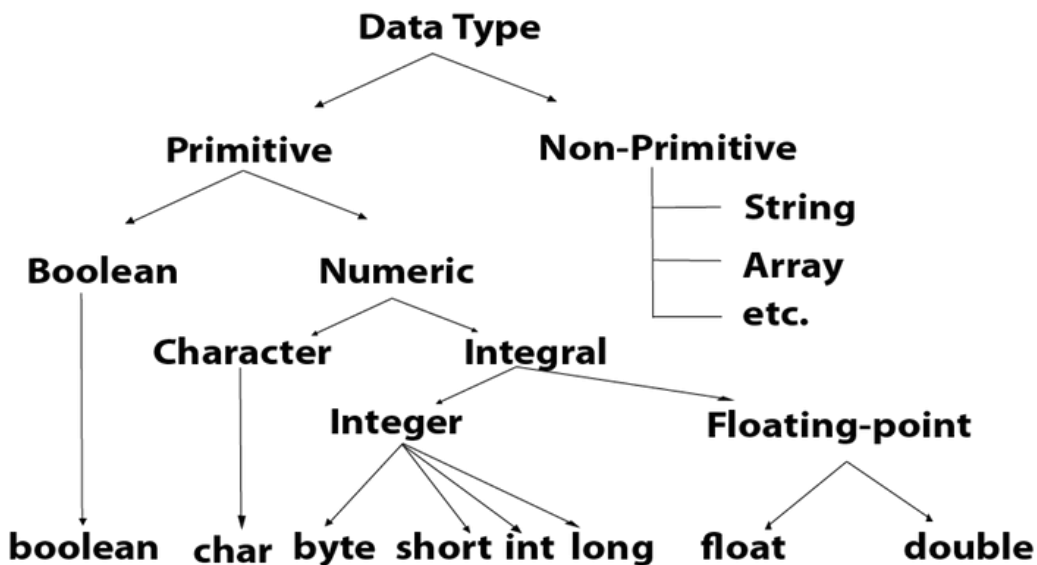 Data Type
Primitive
Non-Primitive
String
Array
etc.
Boolean
Numeric
Character
Integral
Integer
Floating-point
boolean
char
byte
short
int
long
float
double